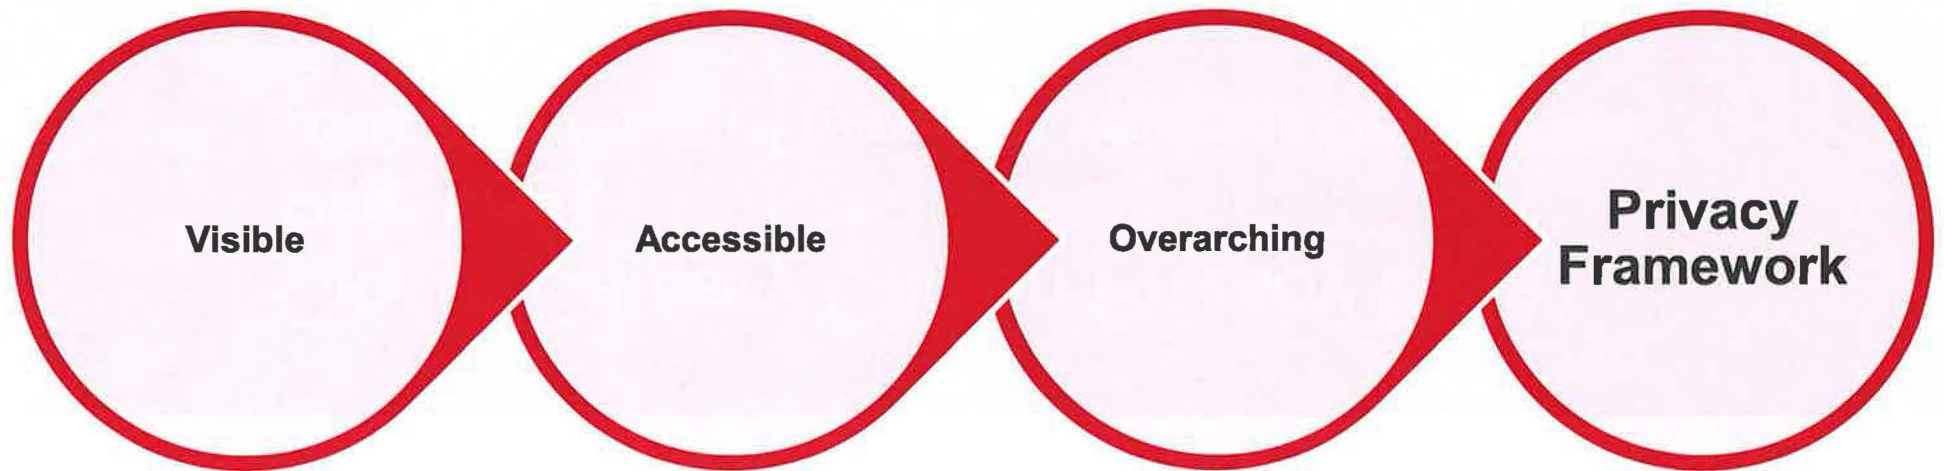 Visible
Accessible
Overarching
Privacy
Framework